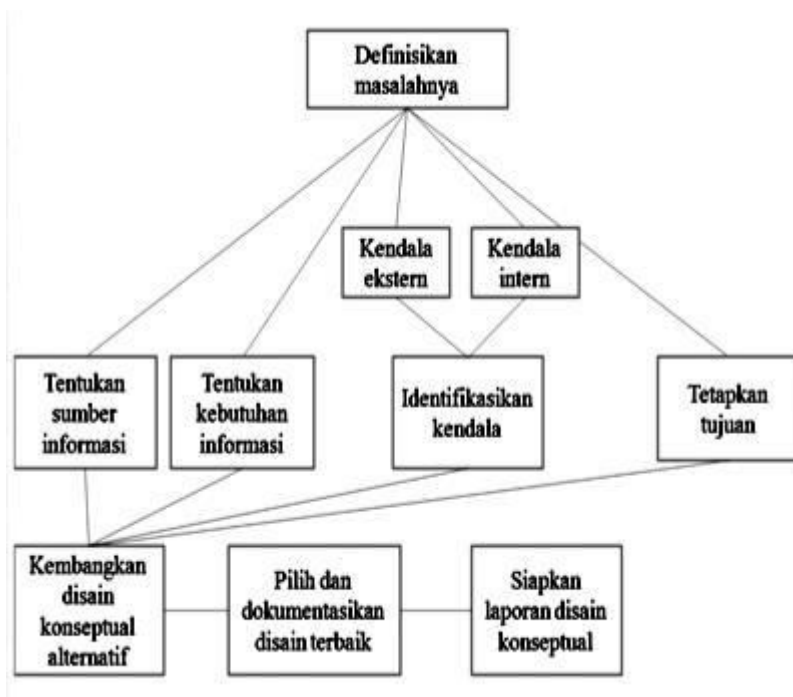 Definisikan
masalahnya
Kendala
ekstern
Kendala
intern
Tentukan
sumber
informasi
Tentukan
kebutuhan
informasi
Identifikasikan
kendala
Tetapkan
tujuan
Kembangkan
disain
konseptual
alternatif
Pilih dan
dokumentasikan
disain terbaik
Siapkan
laporan disain
konseptual